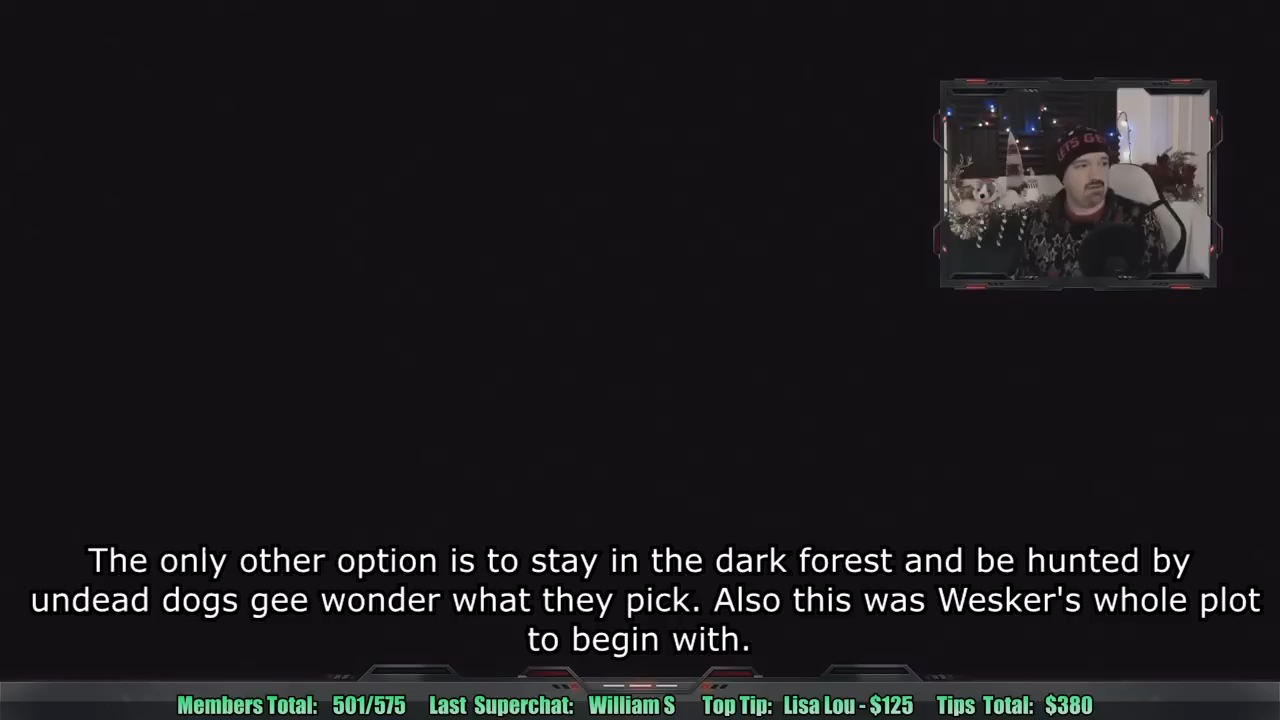 LETS G
The only other option is to stay in the dark forest and be hunted by
undead dogs gee wonder what they pick. Also this was Wesker's whole plot
to begin with.
Members Total: 501/575 Last Superchat: William S Top Tip: Lisa Lou - $125 Tips Total: $380